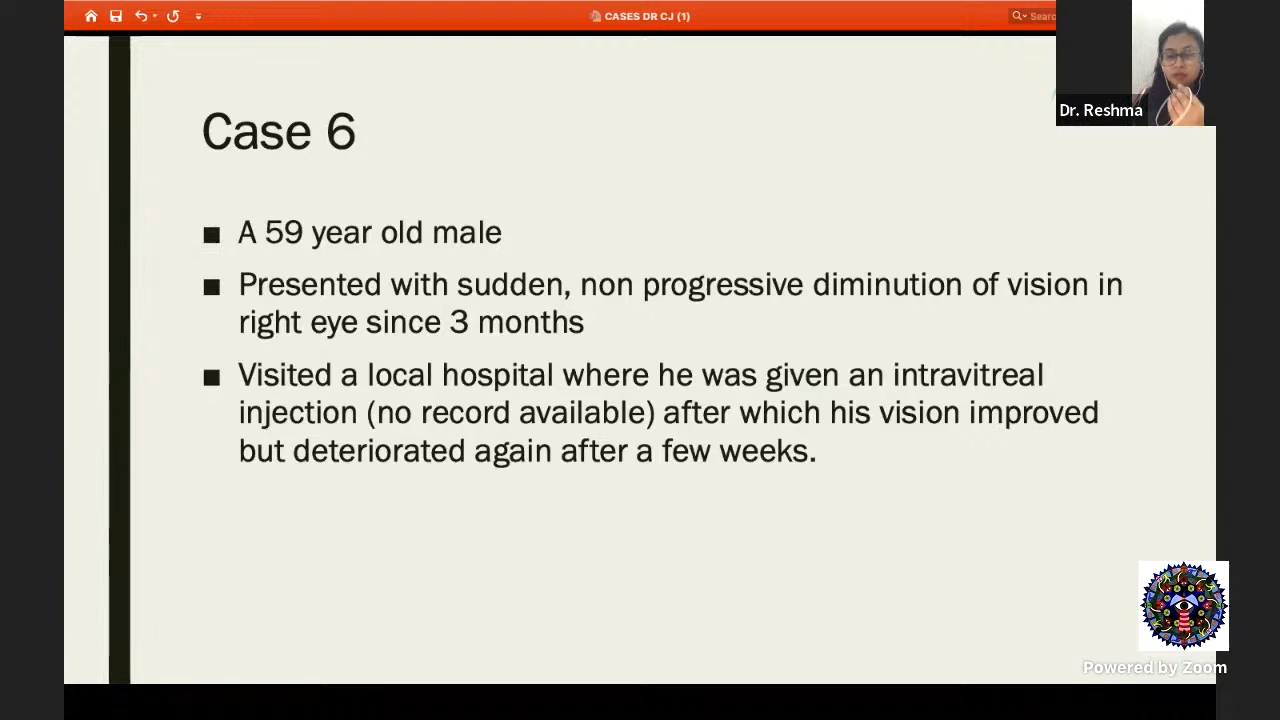 CASES DR CJ (1)
Searc
Dr. Reshma
Case 6
■ A 59 year old male
■ Presented with sudden, non progressive diminution of vision in
right eye since 3 months
■ Visited a local hospital where he was given an intravitreal
injection (no record available) after which his vision improved
but deteriorated again after a few weeks.
Powered by Zoom